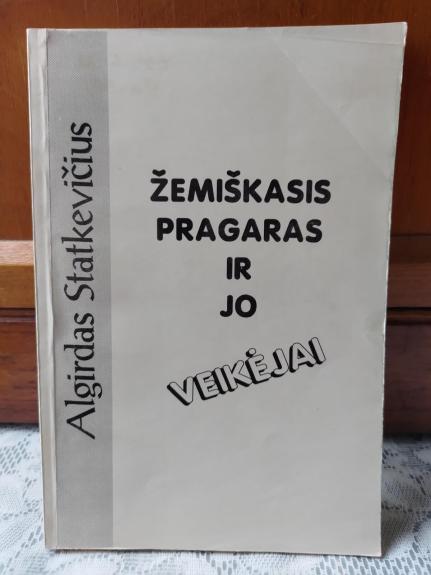 Algirdas Statkevičius
ŽEMIŠKASIS
PRAGARAS
IR
JO
VEIKĖJAI